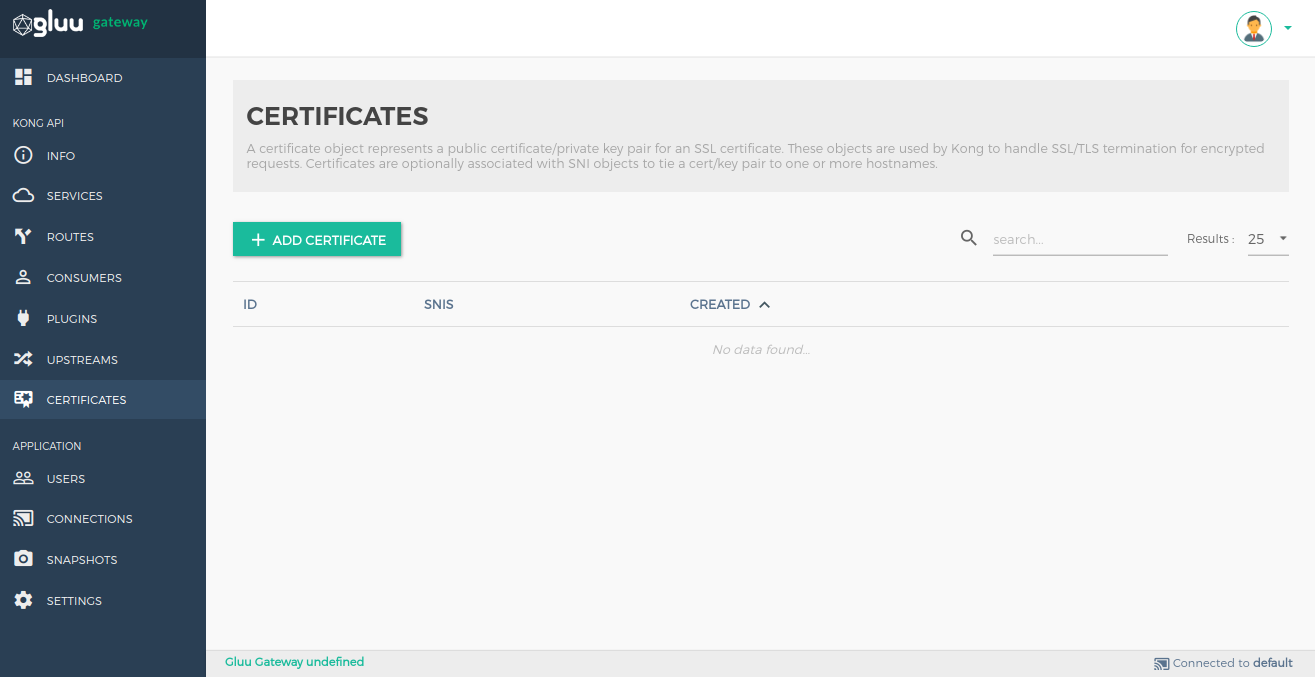 gluu gateway
DASHBOARD
KONG API
INFO
SERVICES
ROUTES
CONSUMERS
PLUGINS
UPSTREAMS
CERTIFICATES
APPLICATION
USERS
CONNECTIONS
SNAPSHOTS
SETTINGS
CERTIFICATES
A certificate object represents a public certificate/private key pair for an SSL certificate. These objects are used by Kong to handle SSL/TLS termination for encrypted
requests. Certificates are optionally associated with SNI objects to tie a cert/key pair to one or more hostnames.
ADD CERTIFICATE
search...
Results : 25
ID SNIS CREATED
No data found...
Gluu Gateway undefined
Connected to default